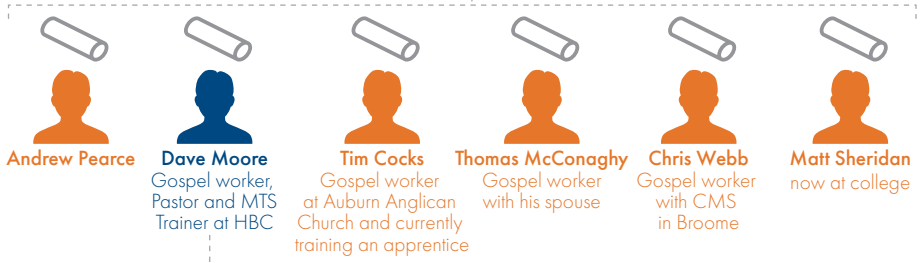 Andrew Pearce
Dave Moore
Gospel worker,
Pastor and MTS
Trainer at HBC
Tim Cocks
Gospel worker
at Auburn Anglican
Church and currently
training an apprentice
Thomas McConaghy
Gospel worker
with his spouse
Chris Webb
Gospel worker
with CMS
in Broome
Matt Sheridan
now at college